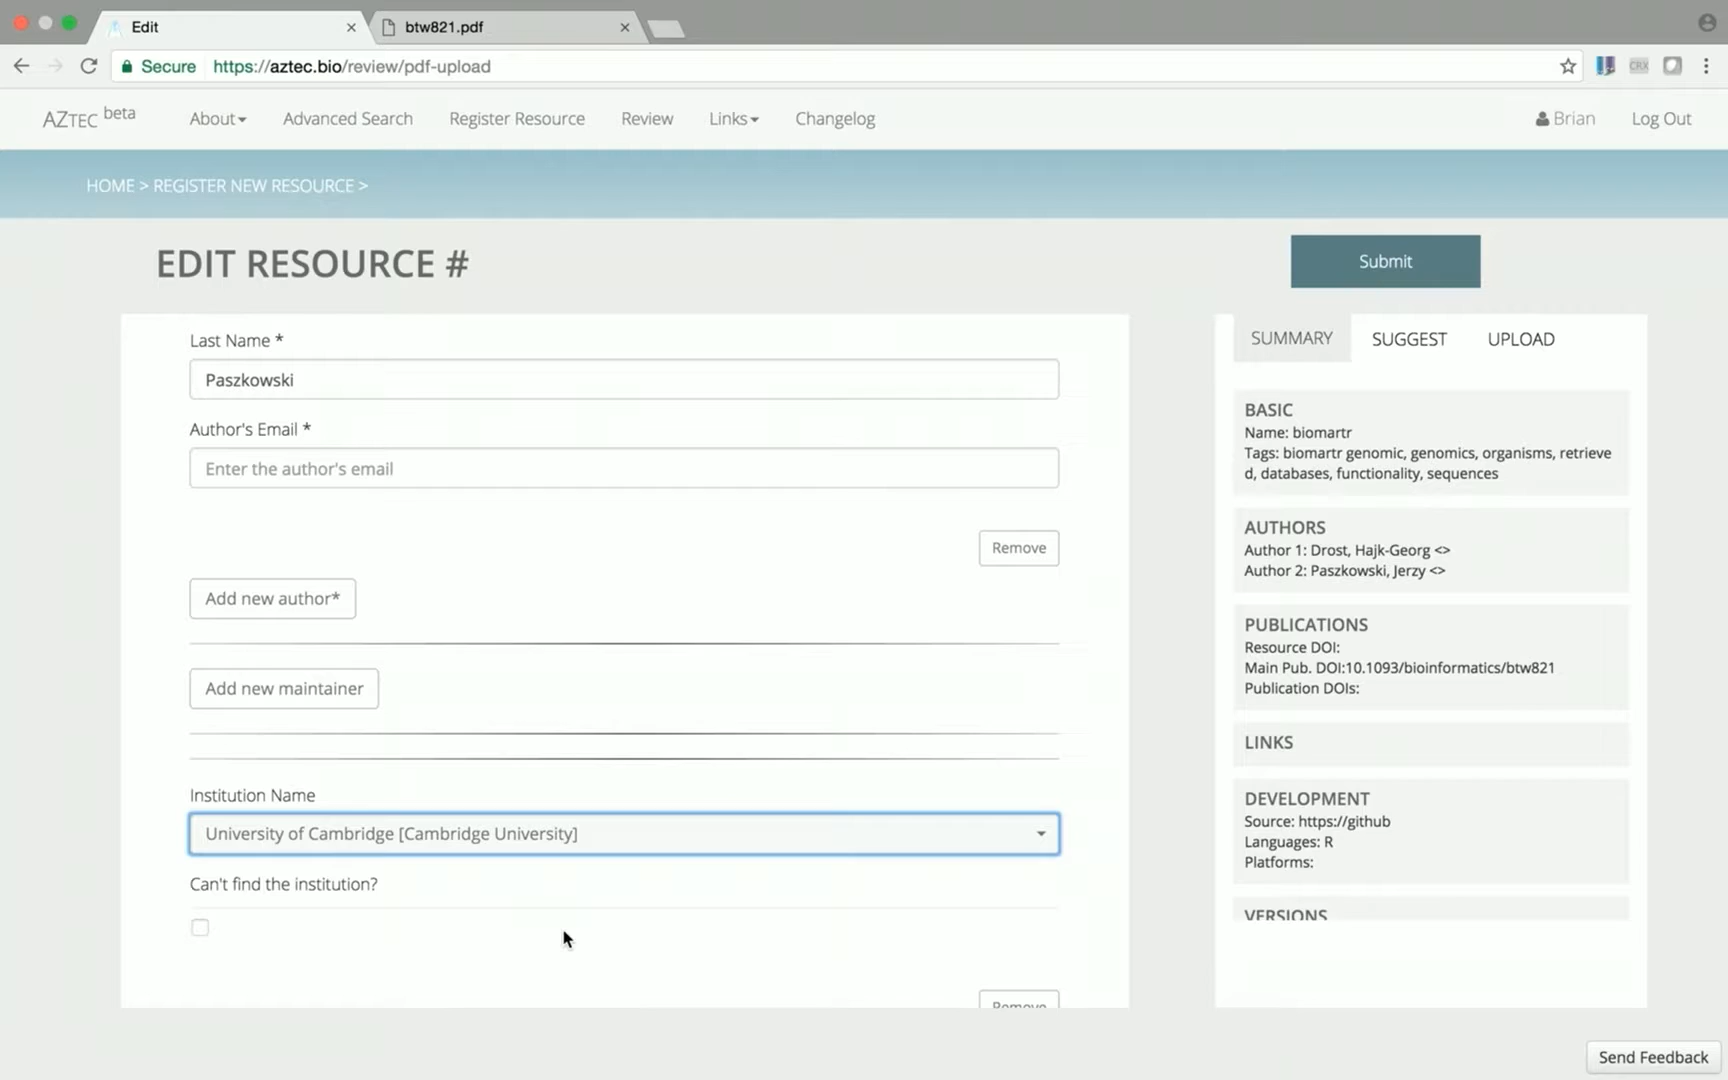 Edit
btw821.pdf
Secure https://aztec.bio/review/pdf-upload
CRX
AZTEC beta
About
Advanced Search
Register Resource
Review
Links
Changelog
Brian
Log Out
HOME > REGISTER NEW RESOURCE >
EDIT RESOURCE #
Submit
Last Name *
Paszkowski
Author's Email *
Enter the author's email
Remove
Add new author*
Add new maintainer
Institution Name
University of Cambridge [Cambridge University]
Can't find the institution?
Remove
SUMMARY
SUGGEST
UPLOAD
BASIC
Name: biomartr
Tags: biomartr genomic, genomics, organisms, retrieve
d, databases, functionality, sequences
AUTHORS
Author 1: Drost, Hajk-Georg <>
Author 2: Paszkowski, Jerzy <>
PUBLICATIONS
Resource DOI:
Main Pub. DOI:10.1093/bioinformatics/btw821
Publication DOIs:
LINKS
DEVELOPMENT
Source: https://github
Languages: R
Platforms:
VERSIONS
Send Feedback